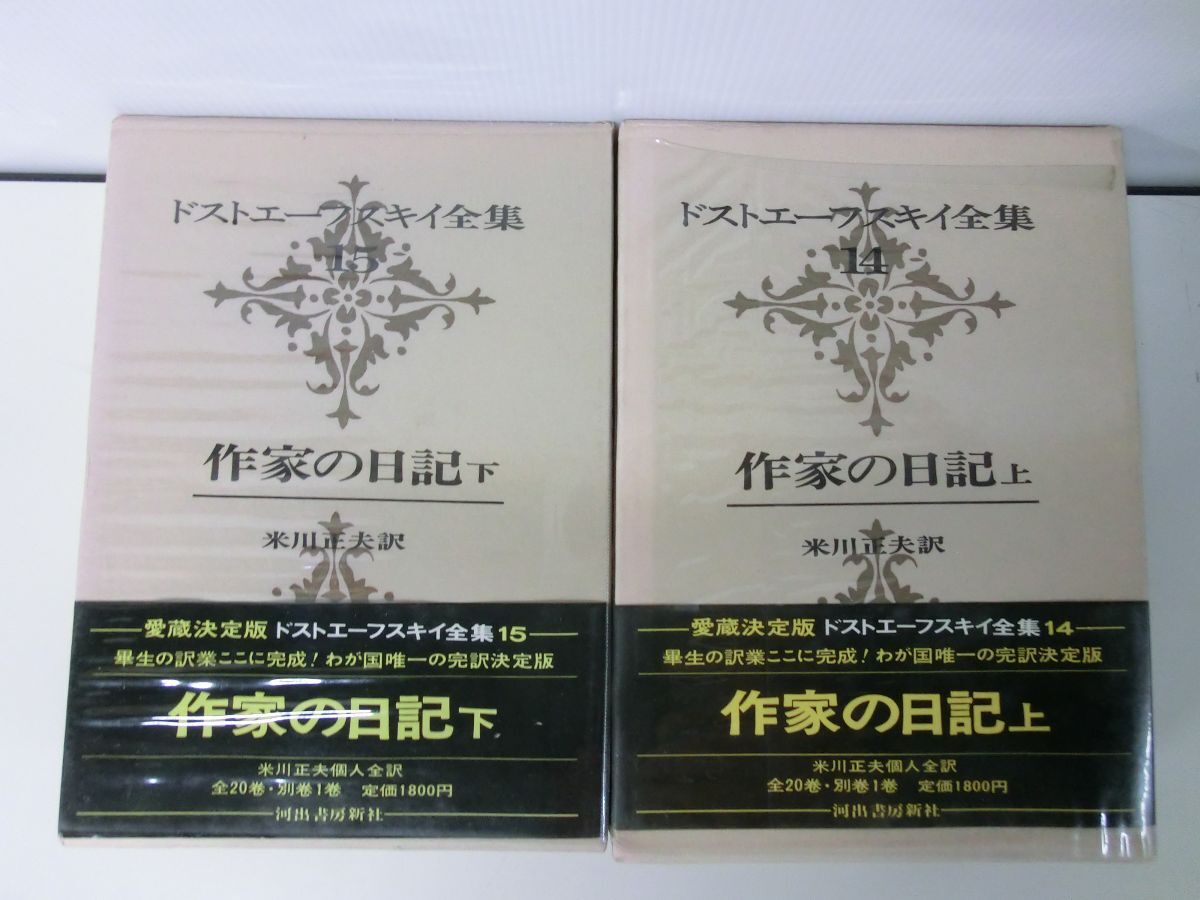 ドストエーフスキイ全集
15
作家の日記下
米川正夫訳
愛蔵決定版 ドストエーフスキイ全集15
畢生の訳業ここに完成!わが国唯一の完訳決定版
作家の日記下
米川正夫個人全訳
全20巻・別巻1巻 定価1800円
河出書房新社
ドストエーフスキイ全集
14
作家の日記上
米川正夫訳
愛蔵決定版 ドストエーフスキイ全集14
畢生の訳業ここに完成!わが国唯一の完訳決定版
作家の日記上
米川正夫個人全訳
全20巻・別巻1巻 定価1800円
河出書房新社